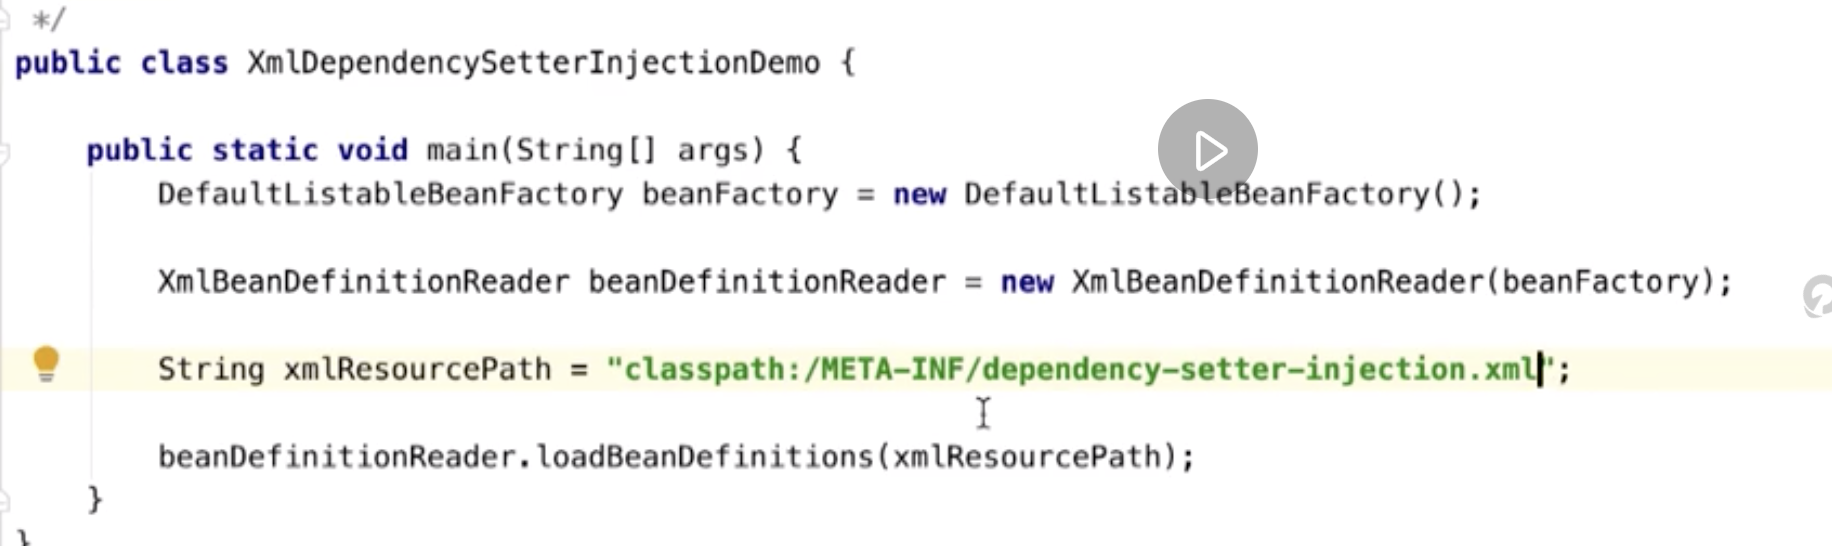 */
public class XmlDependencySetterInjectionDemo {
public static void main(String[] args) {
DefaultListableBeanFactory beanFactory = new DefaultListableBeanFactory();
XmlBeanDefinitionReader beanDefinitionReader = new XmlBeanDefinitionReader(beanFactory);
String xmlResourcePath = "classpath:/META-INF/dependency-setter-injection.xml";
beanDefinitionReader.loadBeanDefinitions(xmlResourcePath);
}
}